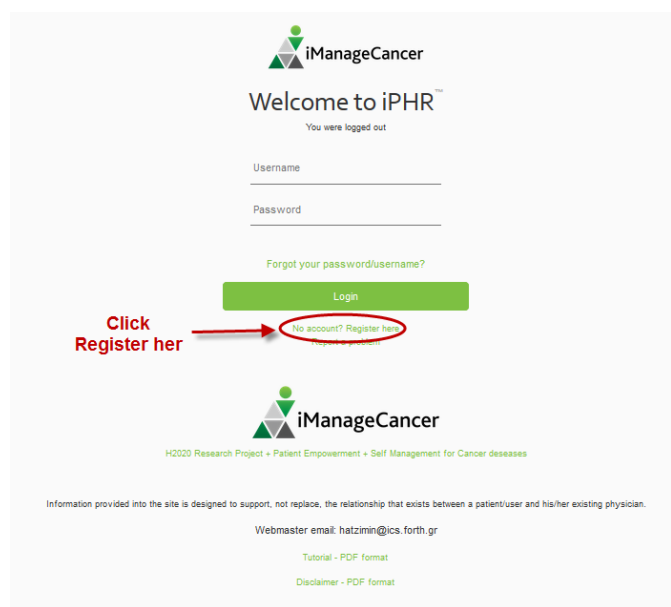 iManageCancer
Welcome to iPHR™
You were logged out
Username
Password
Forgot your password/username?
Login
No account? Register here
Click
Register her
Report a problem
iManageCancer
H2020 Research Project + Patient Empowerment + Self Management for Cancer deseases
Information provided into the site is designed to support, not replace, the relationship that exists between a patient/user and his/her existing physician.
Webmaster email: hatzimin@ics.forth.gr
Tutorial - PDF format
Disclaimer - PDF format